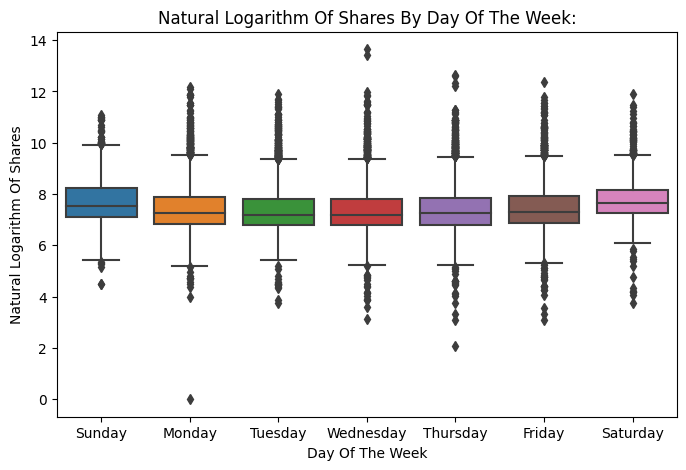 Natural Logarithm Of Shares By Day Of The Week:
14
12
10
8
6
4
2
0
Natural Logarithm Of Shares
Sunday Monday Tuesday Wednesday Thursday Friday Saturday
Day Of The Week